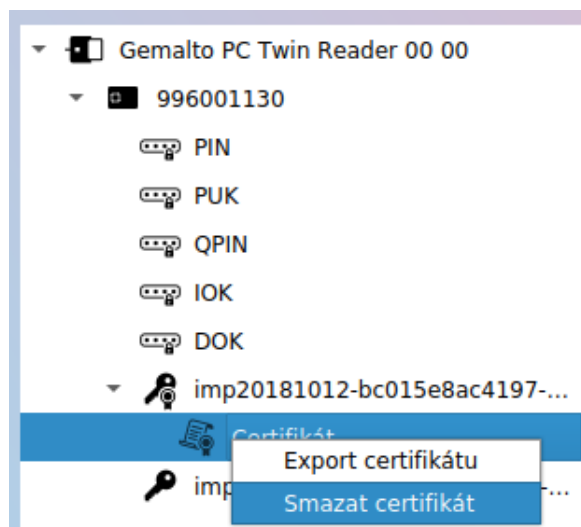 Gemalto PC Twin Reader 00 00
996001130
PIN
PUK
QPIN
IOK
DOK
imp20181012-bc015e8ac4197-...
Certifikát
Export certifikátu
imp -...
Smazat certifikát